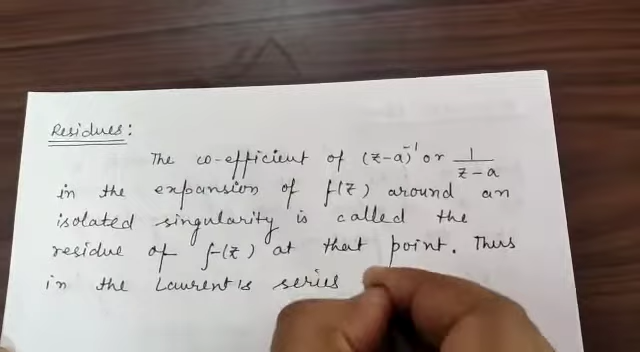 Residues:
The co-efficient of (z-a)⁻¹ or 1/(z-a)
in the expansion of f(z) around an
isolated singularity is called the
residue of f(z) at that point. Thus
in the Laurent's series